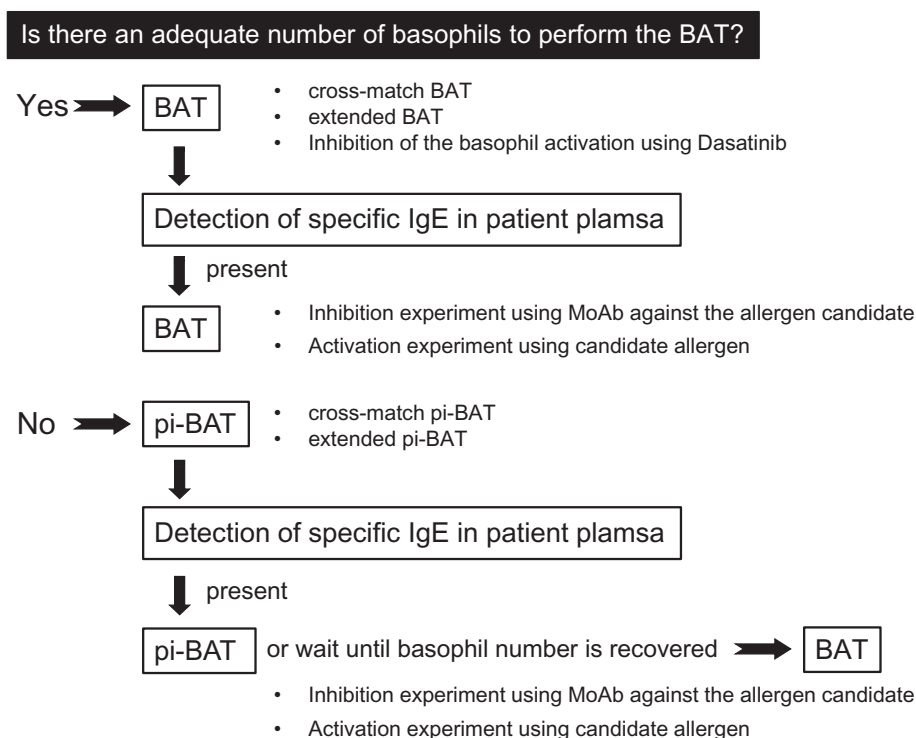 Is there an adequate number of basophils to perform the BAT?
Yes BAT
• cross-match BAT
• extended BAT
• Inhibition of the basophil activation using Dasatinib
Detection of specific IgE in patient plamsa
present
BAT
• Inhibition experiment using MoAb against the allergen candidate
• Activation experiment using candidate allergen
No pi-BAT
• cross-match pi-BAT
• extended pi-BAT
Detection of specific IgE in patient plamsa
present
pi-BAT or wait until basophil number is recovered BAT
• Inhibition experiment using MoAb against the allergen candidate
• Activation experiment using candidate allergen